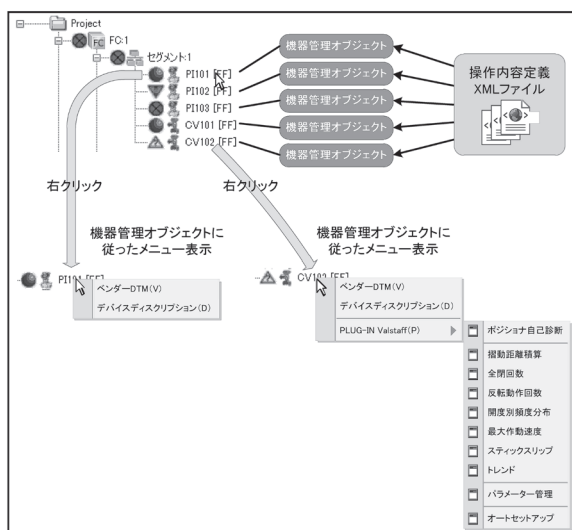 Project
FC:1
FC
セグメント:1
PI101 [FF]
PI102 [FF]
PI103 [FF]
CV101 [FF]
CV102 [FF]
機器管理オブジェクト
機器管理オブジェクト
機器管理オブジェクト
機器管理オブジェクト
機器管理オブジェクト
操作内容定義
XMLファイル
右クリック
右クリック
機器管理オブジェクトに
従ったメニュー表示
機器管理オブジェクトに
従ったメニュー表示
PI101 [FF]
ベンダーDTM(V)
デバイスディスクリプション(D)
CV102 [FF]
ベンダーDTM(V)
デバイスディスクリプション(D)
PLUG-IN Valstaff(P)
ポジショナ自己診断
摺動距離積算
全閉回数
反転動作回数
開度別頻度分布
最大作動速度
スティックスリップ
トレンド
パラメーター管理
オートセットアップ